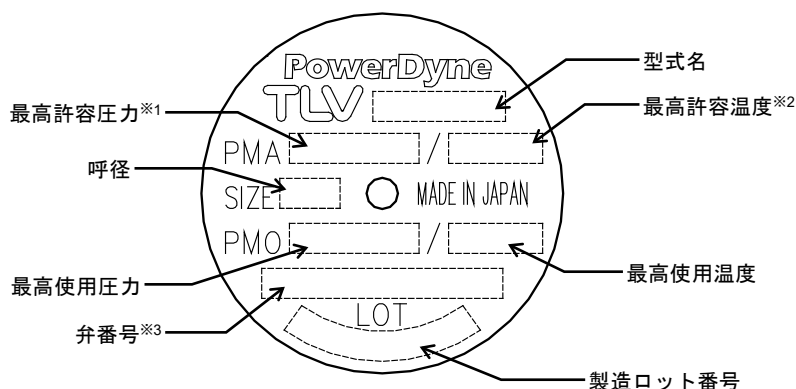 PowerDyne
TLV
型式名
最高許容圧力※1
最高許容温度※2
PMA /
呼径
SIZE
MADE IN JAPAN
PMO /
最高使用圧力
最高使用温度
弁番号※3
LOT
製造ロット番号